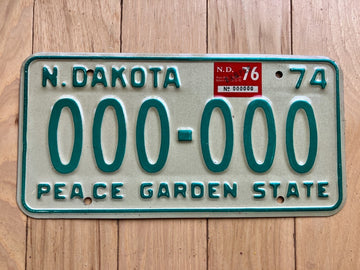 N. DAKOTA 74
N.D. 76
No 000000
000-000
PEACE GARDEN STATE